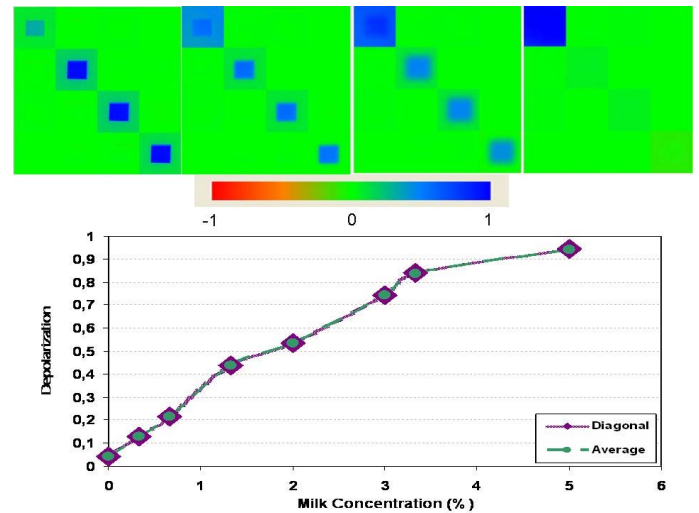 -1 0 1
1
0,9
0,8
0,7
0,6
0,5
0,4
0,3
0,2
0,1
0
Depolarization
Diagonal
Average
0 1 2 3 4 5 6
Milk Concentration (%)